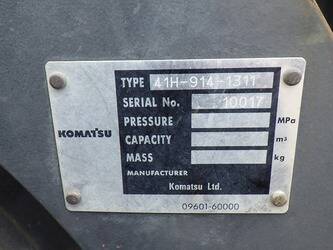 TYPE 41H-914-1311
SERIAL No. 10017
PRESSURE MPa
KOMATSU
CAPACITY m³
MASS kg
MANUFACTURER
Komatsu Ltd.
09601-60000